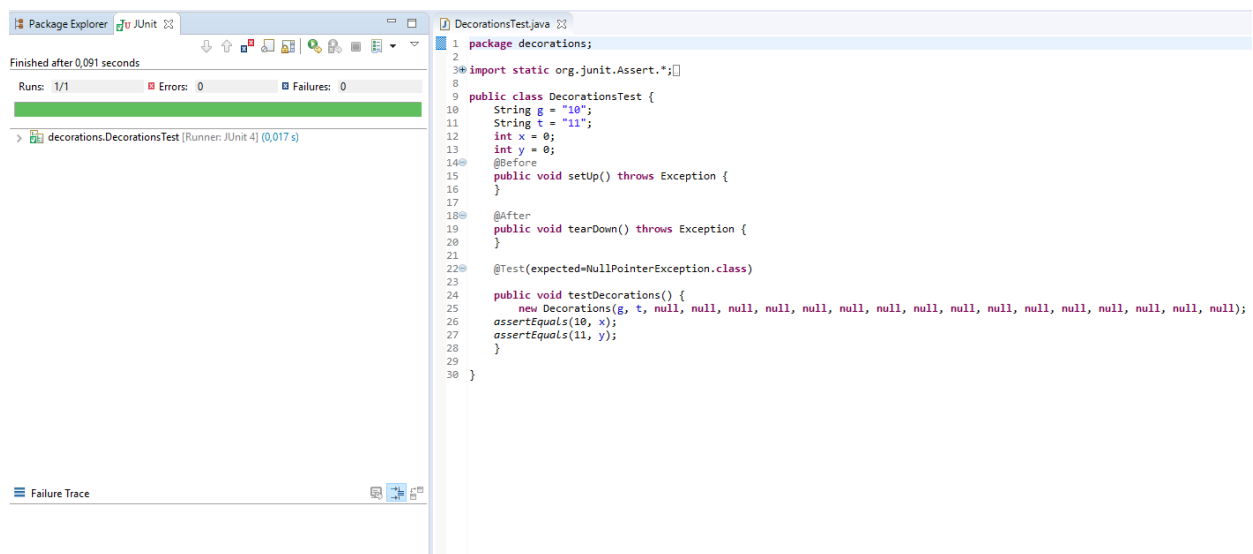 Package Explorer JUnit
Finished after 0,091 seconds
Runs: 1/1 Errors: 0 Failures: 0
decorations.DecorationsTest [Runner: JUnit 4] (0,017 s)
Failure Trace
DecorationsTest.java
1 package decorations;
2
3 import static org.junit.Assert.*;
8
9 public class DecorationsTest {
10 String g = "10";
11 String t = "11";
12 int x = 0;
13 int y = 0;
14 @Before
15 public void setUp() throws Exception {
16 }
17
18 @After
19 public void tearDown() throws Exception {
20 }
21
22 @Test(expected=NullPointerException.class)
23
24 public void testDecorations() {
25 new Decorations(g, t, null, null, null, null, null, null, null, null, null, null, null, null, null, null, null, null);
26 assertEquals(10, x);
27 assertEquals(11, y);
28 }
29
30 }